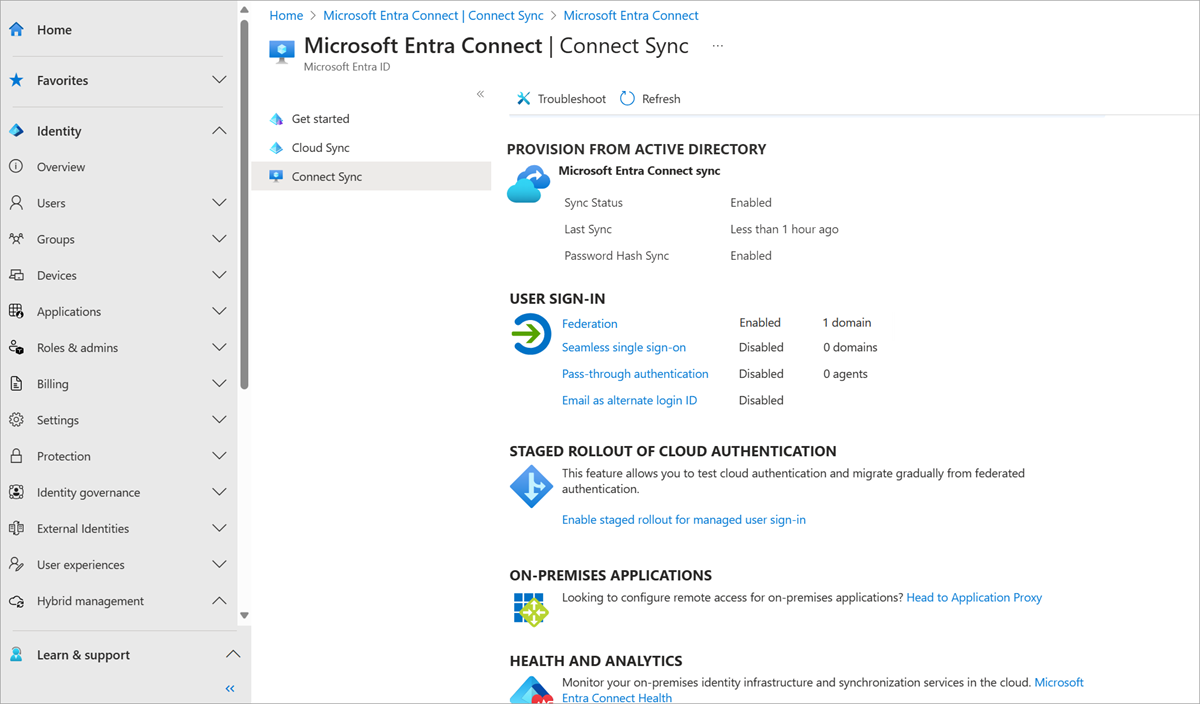 Home
Favorites
Identity
Overview
Users
Groups
Devices
Applications
Roles & admins
Billing
Settings
Protection
Identity governance
External Identities
User experiences
Hybrid management
Learn & support
Home > Microsoft Entra Connect | Connect Sync > Microsoft Entra Connect
Microsoft Entra Connect | Connect Sync ...
Microsoft Entra ID
Get started
Cloud Sync
Connect Sync
Troubleshoot Refresh
PROVISION FROM ACTIVE DIRECTORY
Microsoft Entra Connect sync
Sync Status Enabled
Last Sync Less than 1 hour ago
Password Hash Sync Enabled
USER SIGN-IN
Federation Enabled 1 domain
Seamless single sign-on Disabled 0 domains
Pass-through authentication Disabled 0 agents
Email as alternate login ID Disabled
STAGED ROLLOUT OF CLOUD AUTHENTICATION
This feature allows you to test cloud authentication and migrate gradually from federated
authentication.
Enable staged rollout for managed user sign-in
ON-PREMISES APPLICATIONS
Looking to configure remote access for on-premises applications? Head to Application Proxy
HEALTH AND ANALYTICS
Monitor your on-premises identity infrastructure and synchronization services in the cloud. Microsoft
Entra Connect Health